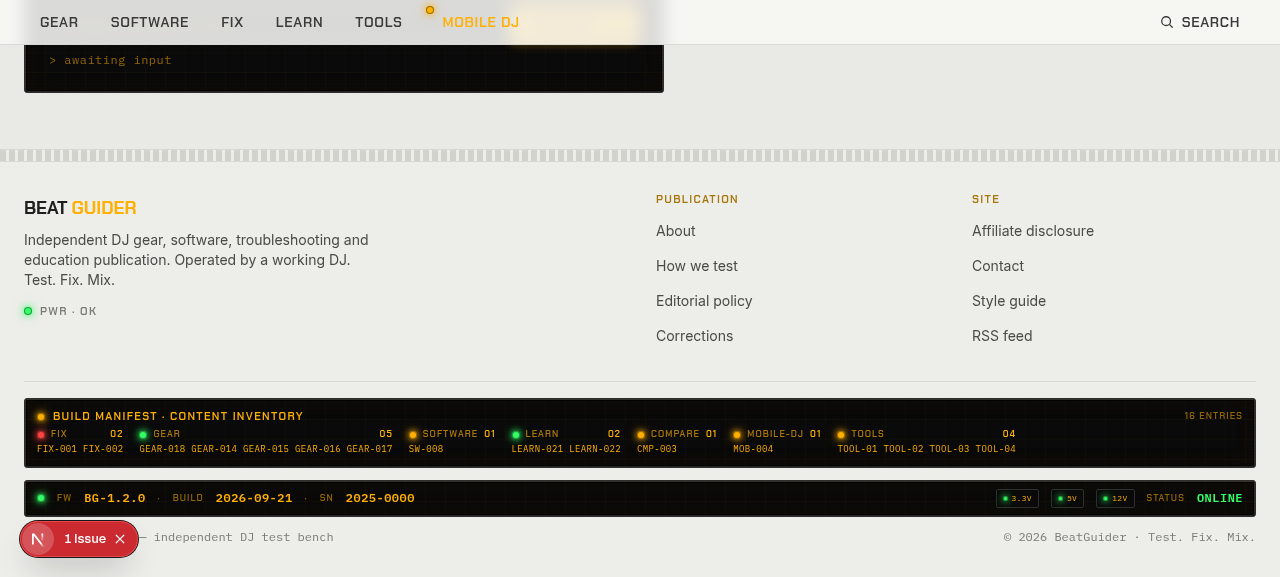 GEAR SOFTWARE FIX LEARN TOOLS MOBILE DJ SEARCH
> awaiting input
BEAT GUIDER
Independent DJ gear, software, troubleshooting and
education publication. Operated by a working DJ.
Test. Fix. Mix.
PWR · OK
PUBLICATION
About
How we test
Editorial policy
Corrections
SITE
Affiliate disclosure
Contact
Style guide
RSS feed
BUILD MANIFEST · CONTENT INVENTORY 16 ENTRIES
FIX 02 GEAR 05 SOFTWARE 01 LEARN 02 COMPARE 01 MOBILE-DJ 01 TOOLS 04
FIX-001 FIX-002 GEAR-018 GEAR-014 GEAR-015 GEAR-016 GEAR-017 SW-008 LEARN-021 LEARN-022 CMP-003 MOB-004 TOOL-01 TOOL-02 TOOL-03 TOOL-04
FW BG-1.2.0 · BUILD 2026-09-21 · SN 2025-0000 3.3V 5V 12V STATUS ONLINE
N 1 Issue — independent DJ test bench © 2026 BeatGuider · Test. Fix. Mix.